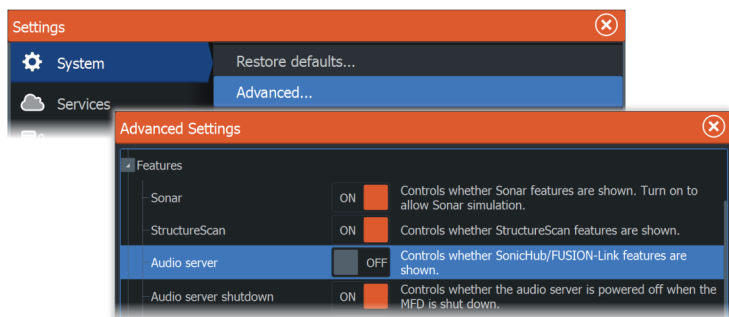 Settings
System
Restore defaults...
Advanced...
Services
Advanced Settings
Features
Sonar
ON
Controls whether Sonar features are shown. Turn on to
allow Sonar simulation.
StructureScan
ON
Controls whether StructureScan features are shown.
Audio server
OFF
Controls whether SonicHub/FUSION-Link features are
shown.
Audio server shutdown
ON
Controls whether the audio server is powered off when the
MFD is shut down.